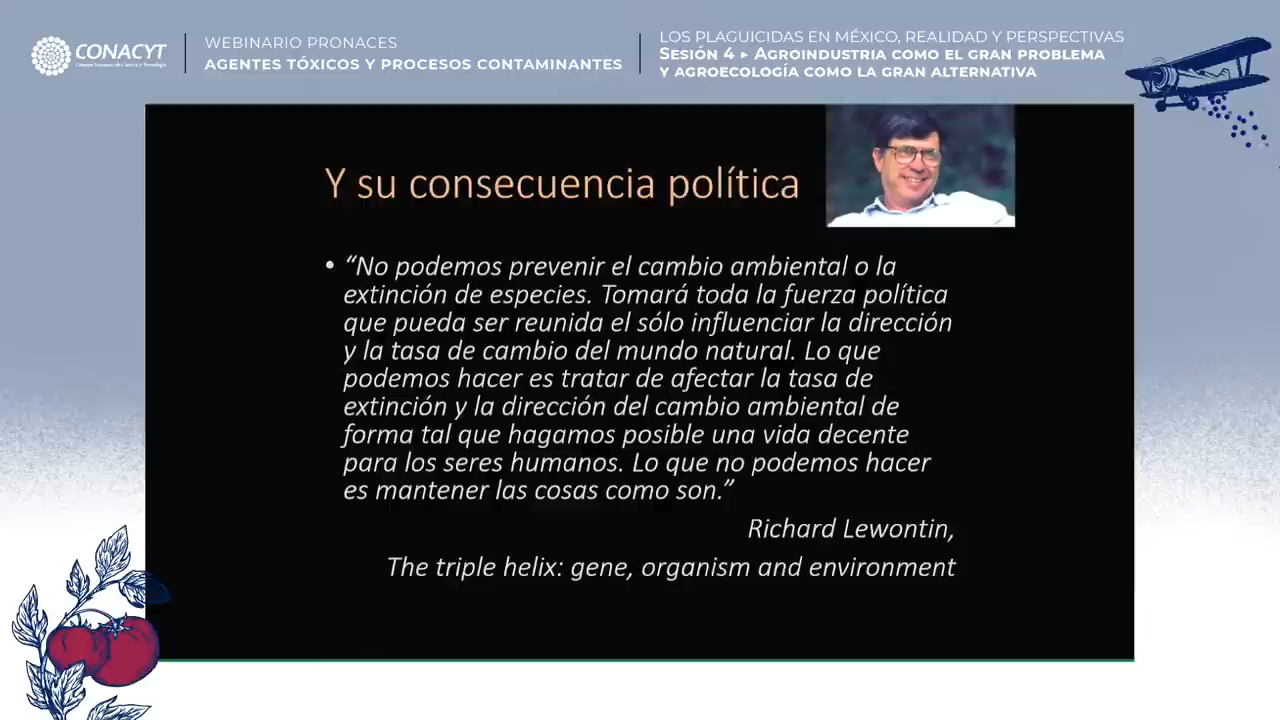 CONACYT
Consejo Nacional de Ciencia y Tecnología
WEBINARIO PRONACES
AGENTES TÓXICOS Y PROCESOS CONTAMINANTES
LOS PLAGUICIDAS EN MÉXICO, REALIDAD Y PERSPECTIVAS
SESIÓN 4 ▸ AGROINDUSTRIA COMO EL GRAN PROBLEMA
Y AGROECOLOGÍA COMO LA GRAN ALTERNATIVA
Y su consecuencia política
• “No podemos prevenir el cambio ambiental o la
extinción de especies. Tomará toda la fuerza política
que pueda ser reunida el sólo influenciar la dirección
y la tasa de cambio del mundo natural. Lo que
podemos hacer es tratar de afectar la tasa de
extinción y la dirección del cambio ambiental de
forma tal que hagamos posible una vida decente
para los seres humanos. Lo que no podemos hacer
es mantener las cosas como son.”
Richard Lewontin,
The triple helix: gene, organism and environment